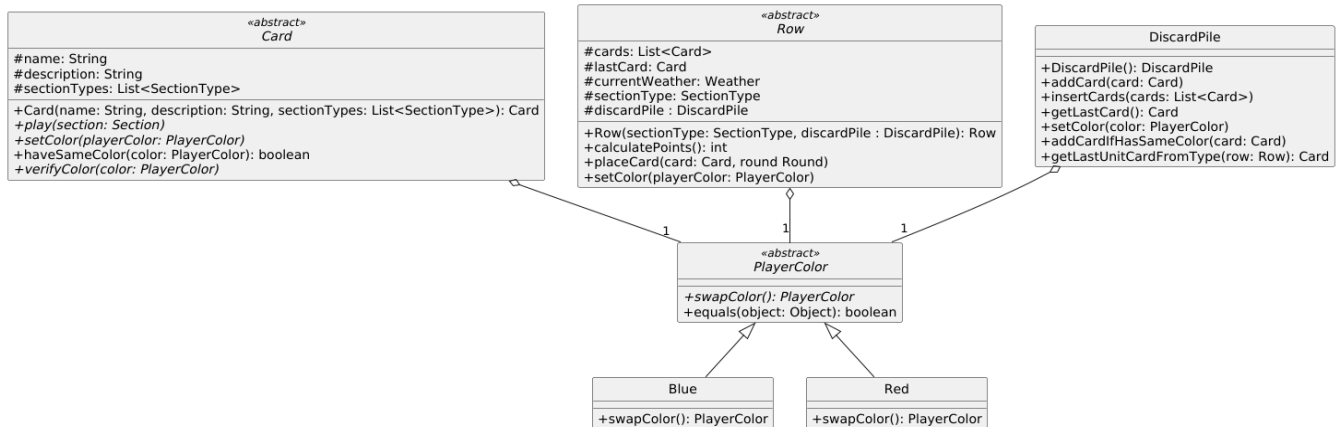 «abstract»
Card
#name: String
#description: String
#sectionTypes: List<SectionType>
+Card(name: String, description: String, sectionTypes: List<SectionType>): Card
+play(section: Section)
+setColor(playerColor: PlayerColor)
+haveSameColor(color: PlayerColor): boolean
+verifyColor(color: PlayerColor)
«abstract»
Row
#cards: List<Card>
#lastCard: Card
#currentWeather: Weather
#sectionType: SectionType
#discardPile : DiscardPile
+Row(sectionType: SectionType, discardPile : DiscardPile): Row
+calculatePoints(): int
+placeCard(card: Card, round Round)
+setColor(playerColor: PlayerColor)
DiscardPile
+DiscardPile(): DiscardPile
+addCard(card: Card)
+insertCards(cards: List<Card>)
+getLastCard(): Card
+setColor(color: PlayerColor)
+addCardIfHasSameColor(card: Card)
+getLastUnitCardFromType(row: Row): Card
1
1
1
«abstract»
PlayerColor
+swapColor(): PlayerColor
+equals(object: Object): boolean
Blue
+swapColor(): PlayerColor
Red
+swapColor(): PlayerColor